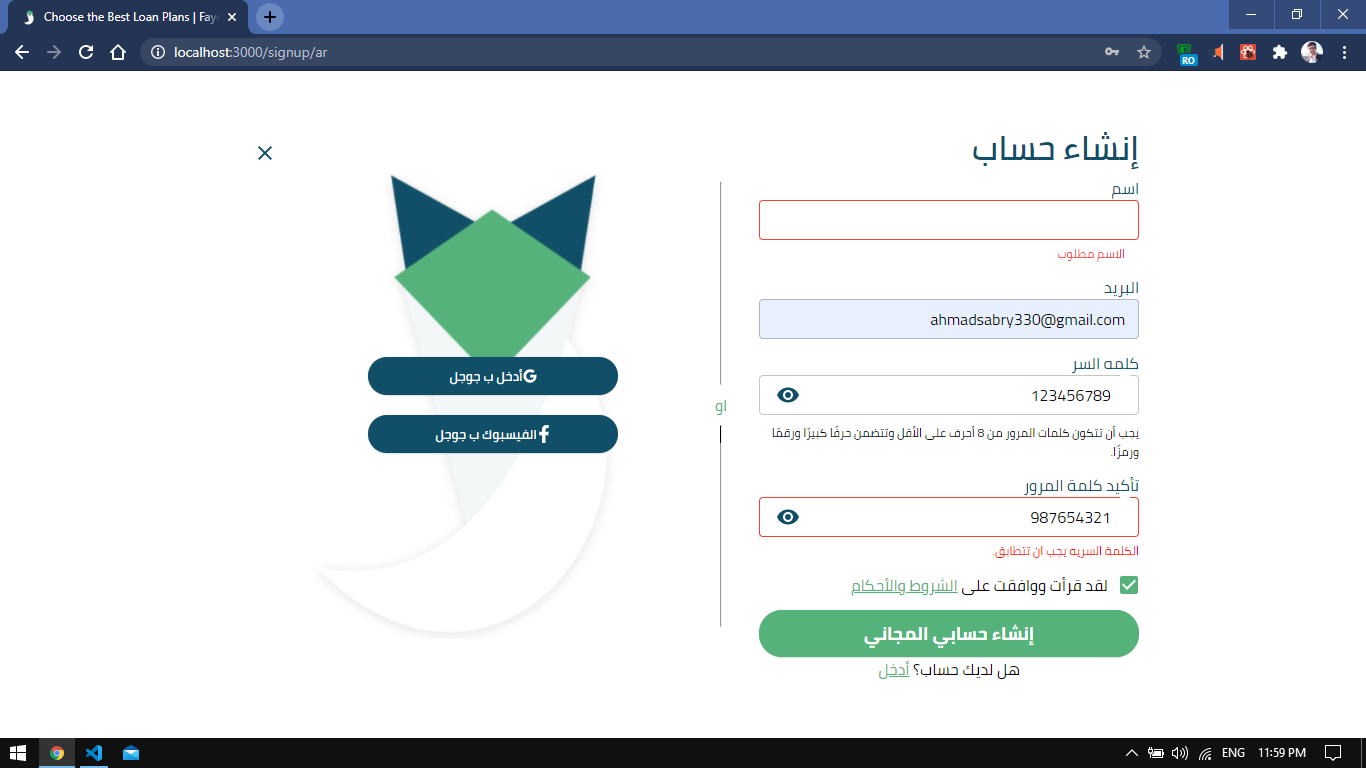 Choose the Best Loan Plans | Fay
localhost:3000/signup/ar
RO
إنشاء حساب
اسم
الاسم مطلوب
البريد
ahmadsabry330@gmail.com
كلمه السر
123456789
يجب أن تتكون كلمات المرور من 8 أحرف على الأقل وتتضمن حرفًا كبيرًا ورقمًا
ورمزًا.
تأكيد كلمة المرور
987654321
الكلمة السريه يجب ان تتطابق.
لقد قرأت ووافقت على الشروط والأحكام
إنشاء حسابي المجاني
هل لديك حساب؟ أدخل
او
أدخل ب جوجل
الفيسبوك ب جوجل
ENG
11:59 PM